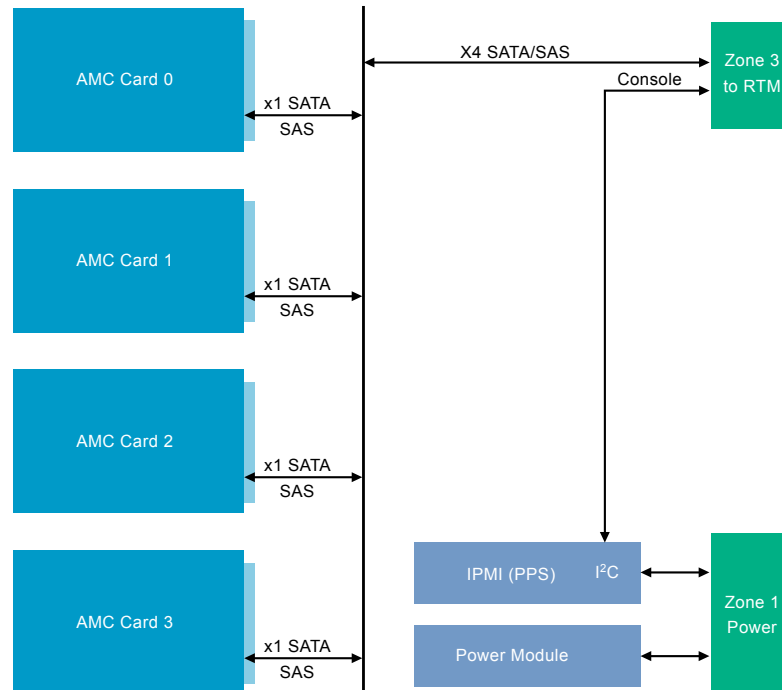 AMC Card 0
x1 SATA
SAS
AMC Card 1
x1 SATA
SAS
AMC Card 2
x1 SATA
SAS
AMC Card 3
x1 SATA
SAS
X4 SATA/SAS
Console
Zone 3
to RTM
IPMI (PPS) I²C
Power Module
Zone 1
Power